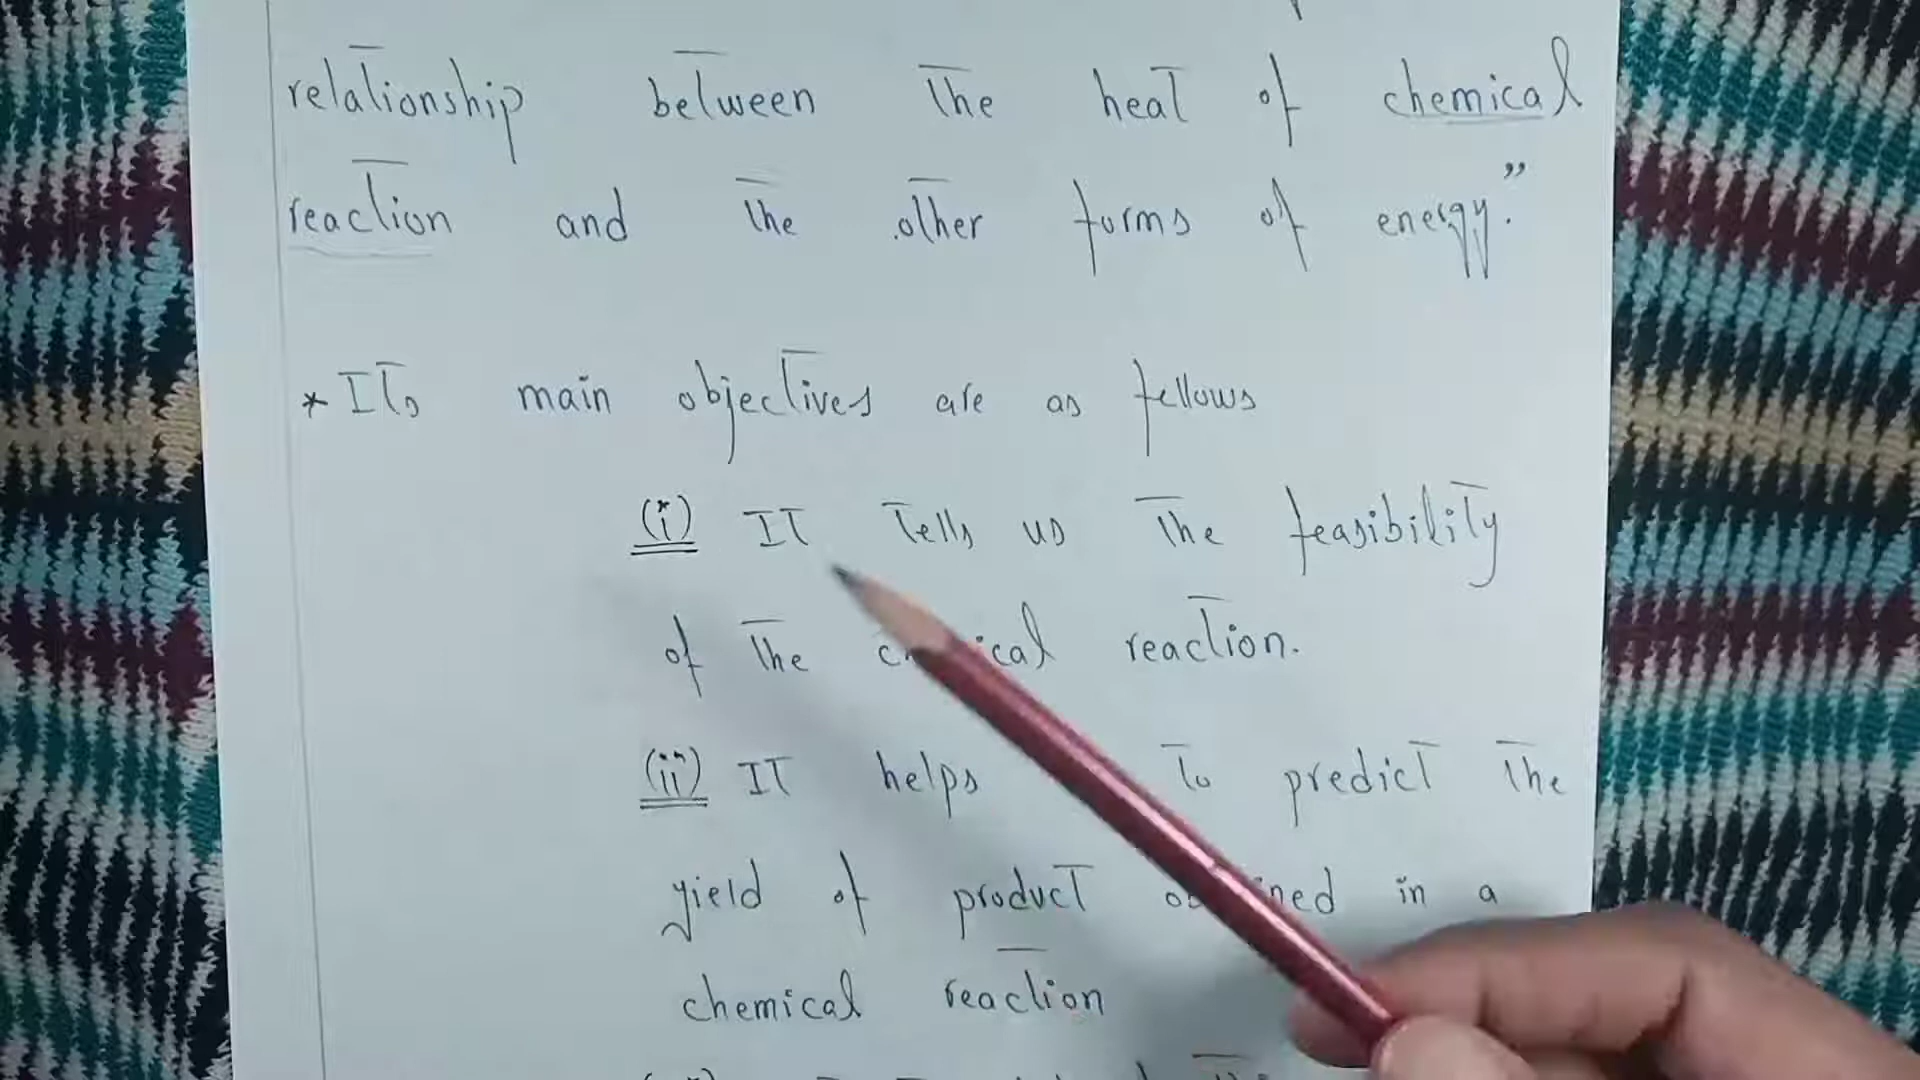 relationship between the heat of chemical
reaction and the other forms of energy."
* Its main objectives are as fellows
(i) It tells us the feasibility
of the reaction.
(ii) It helps to predict the
yield of product in a
chemical reaction